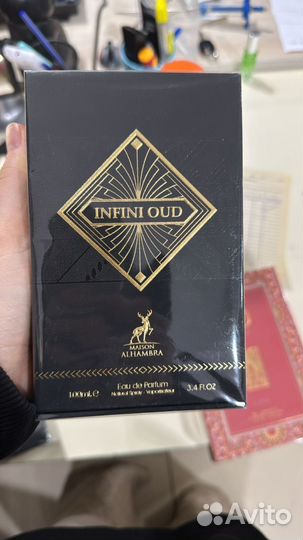 INFINI OUD
MAISON
ALHAMBRA
100mL e Eau de Parfum 3.4 FL.OZ
Natural Spray - Vaporisateur
Avito